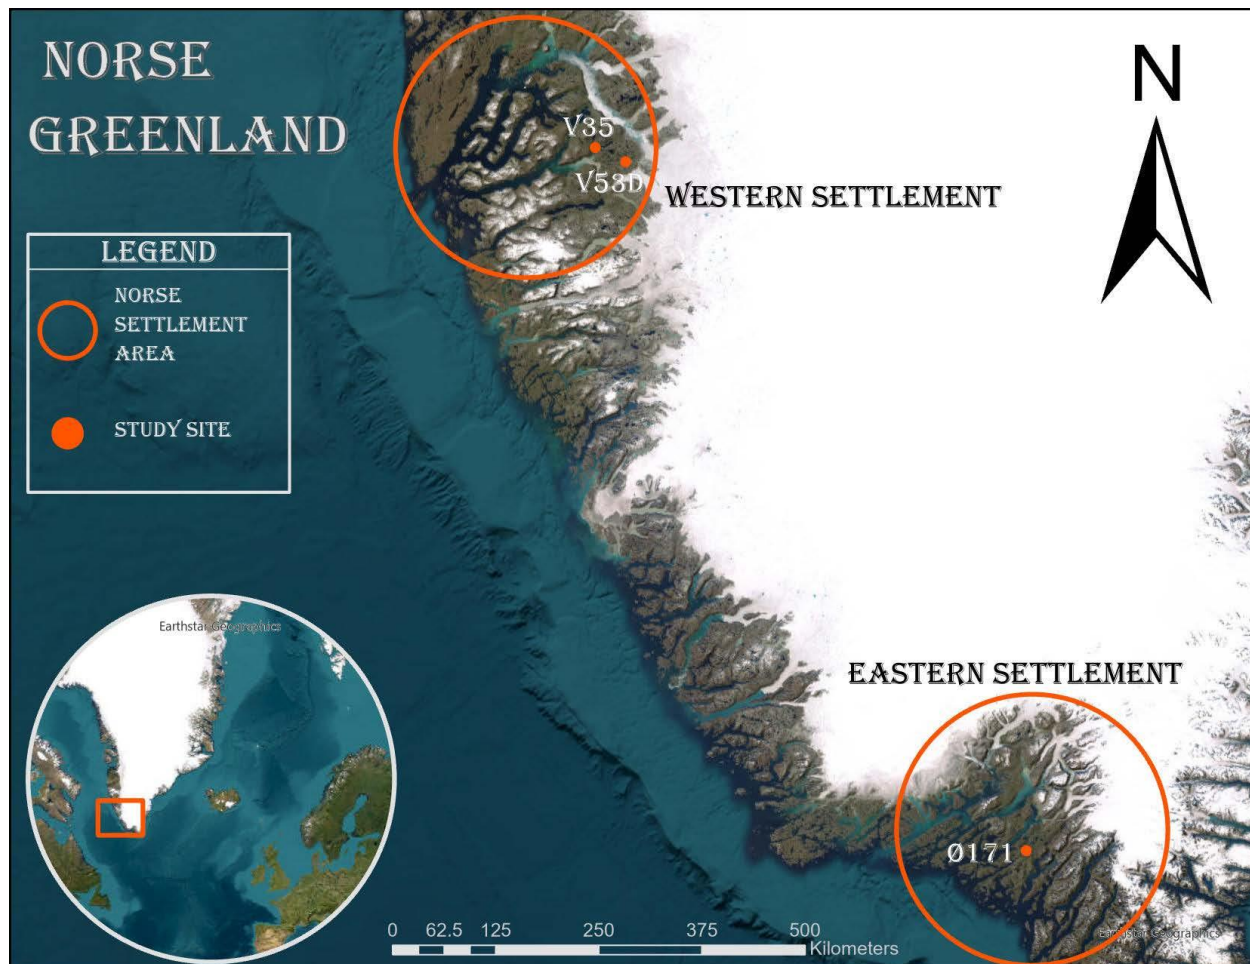 NORSE
GREENLAND
N
V35
V53D
WESTERN SETTLEMENT
LEGEND
NORSE
SETTLEMENT
AREA
STUDY SITE
Earthstar Geographics
EASTERN SETTLEMENT
Ø171
0 62.5 125 250 375 500
Kilometers
Earthstar Geographics